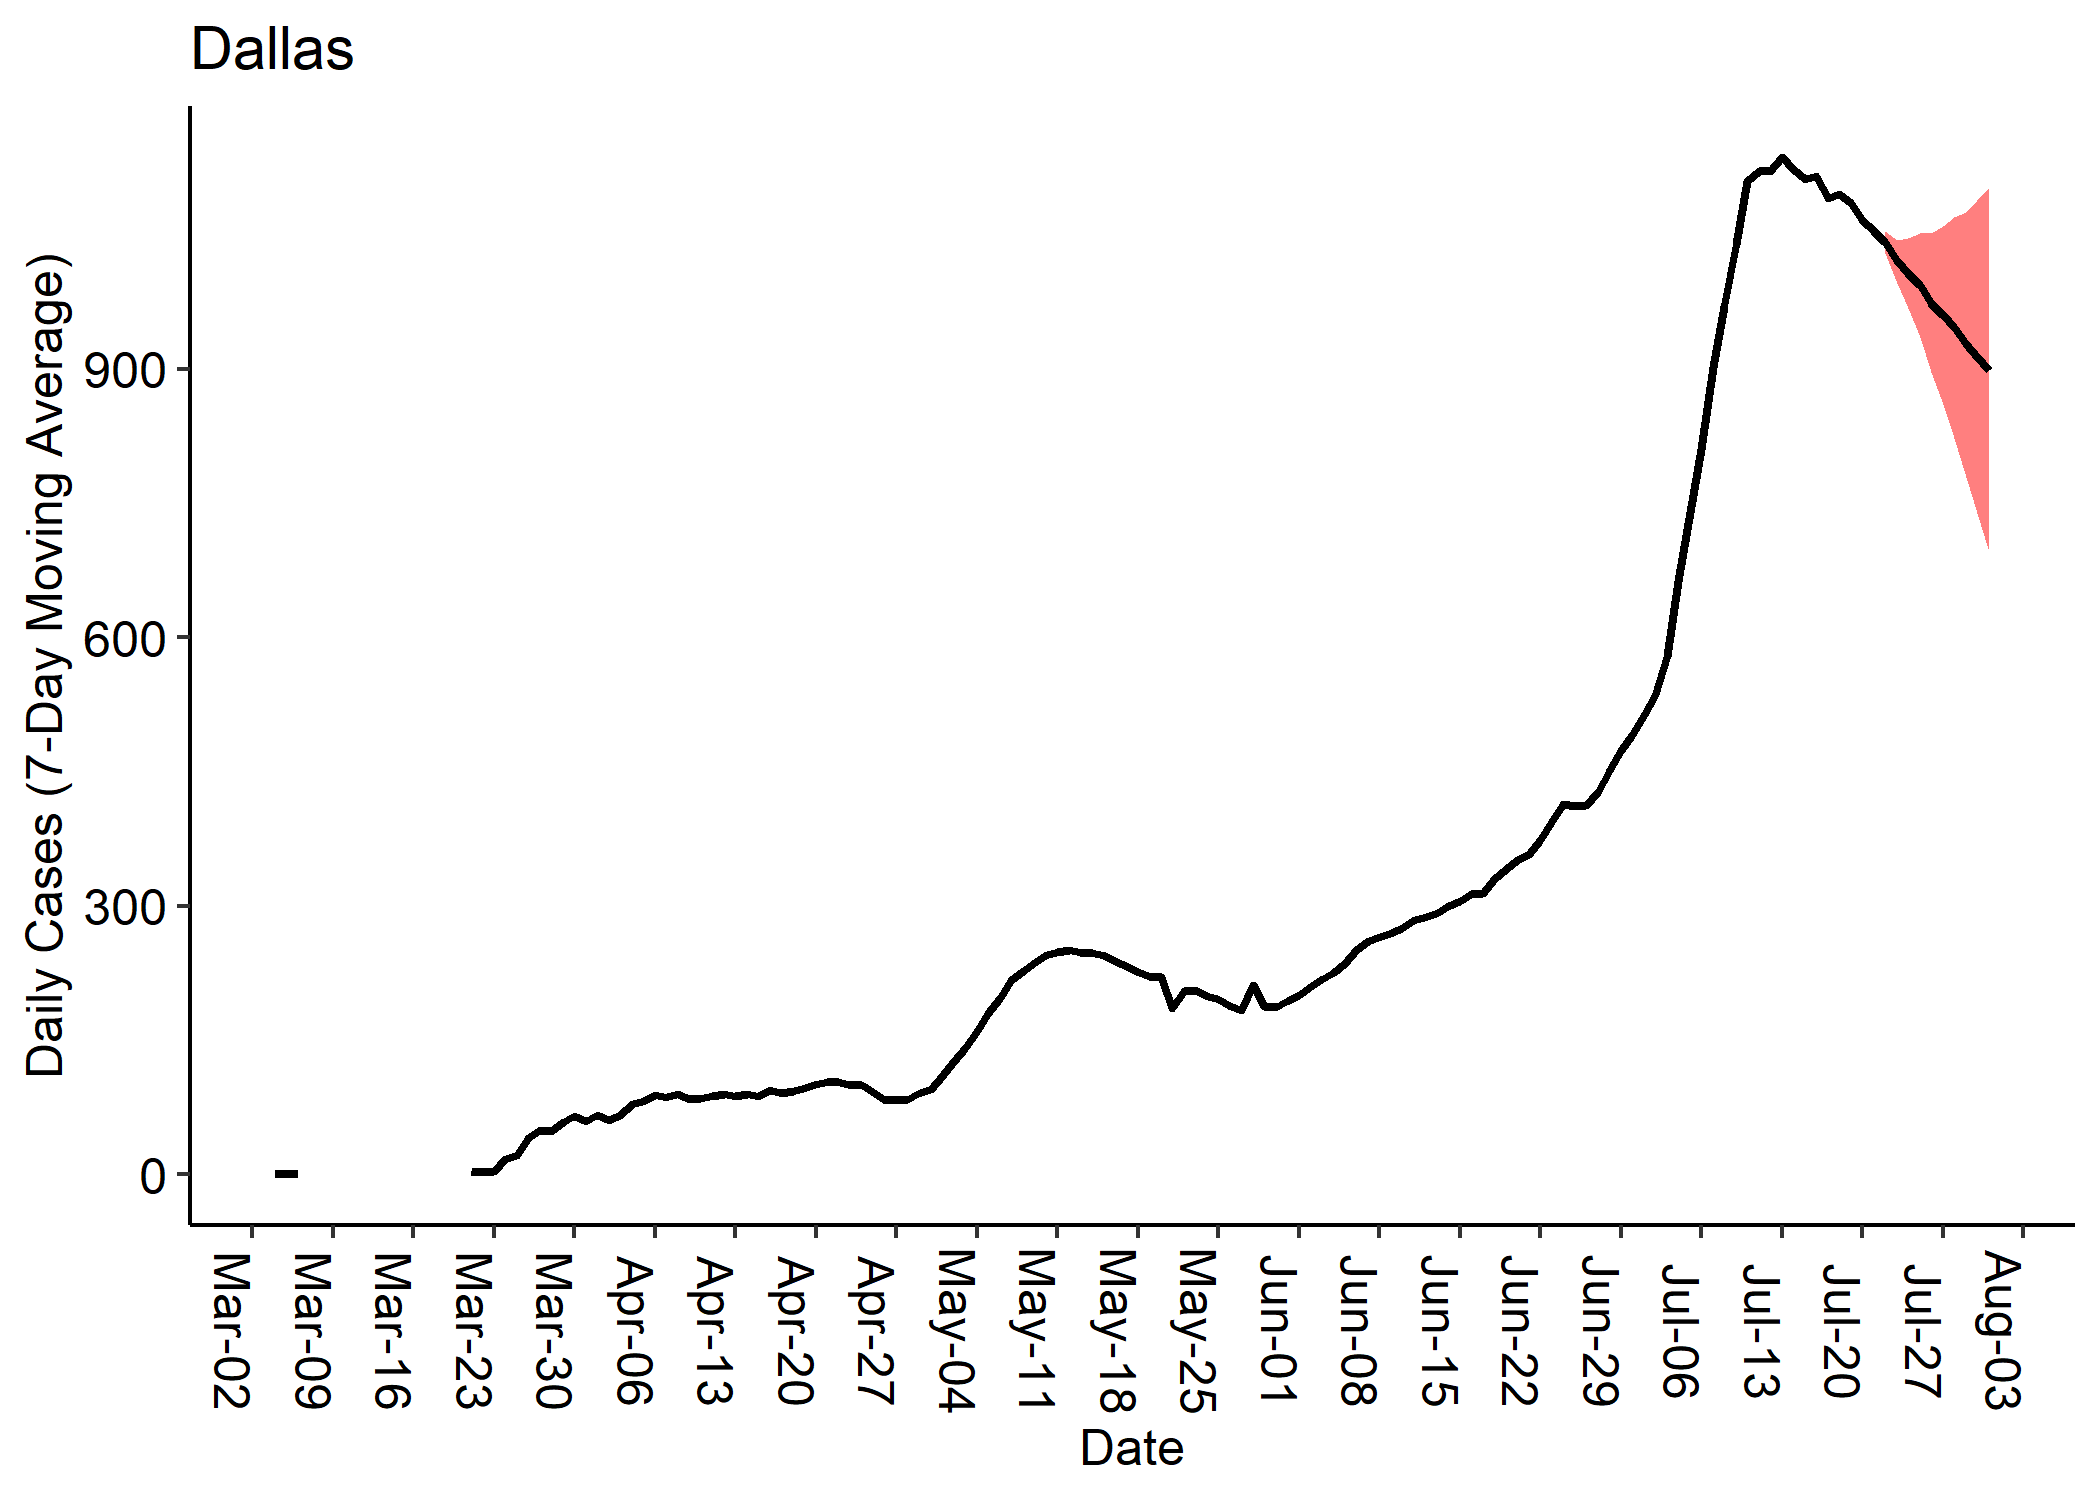 Dallas
Daily Cases (7-Day Moving Average)
900
600
300
0
Mar-02
Mar-09
Mar-16
Mar-23
Mar-30
Apr-06
Apr-13
Apr-20
Apr-27
May-04
May-11
May-18
May-25
Jun-01
Jun-08
Jun-15
Jun-22
Jun-29
Jul-06
Jul-13
Jul-20
Jul-27
Aug-03
Date